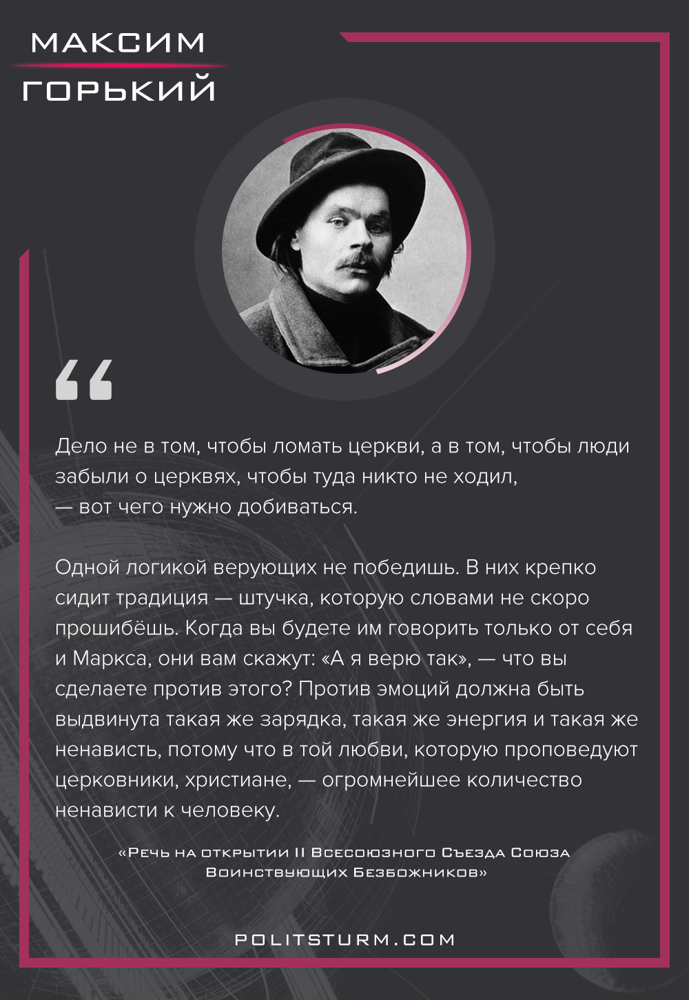 МАКСИМ
ГОРЬКИЙ
“
Дело не в том, чтобы ломать церкви, а в том, чтобы люди
забыли о церквях, чтобы туда никто не ходил,
— вот чего нужно добиваться.
Одной логикой верующих не победишь. В них крепко
сидит традиция — штучка, которую словами не скоро
прошибёшь. Когда вы будете им говорить только от себя
и Маркса, они вам скажут: «А я верю так», — что вы
сделаете против этого? Против эмоций должна быть
выдвинута такая же зарядка, такая же энергия и такая же
ненависть, потому что в той любви, которую проповедуют
церковники, христиане, — огромнейшее количество
ненависти к человеку.
«Речь на открытии II Всесоюзного Съезда Союза
Воинствующих Безбожников»
POLITSTURM.COM